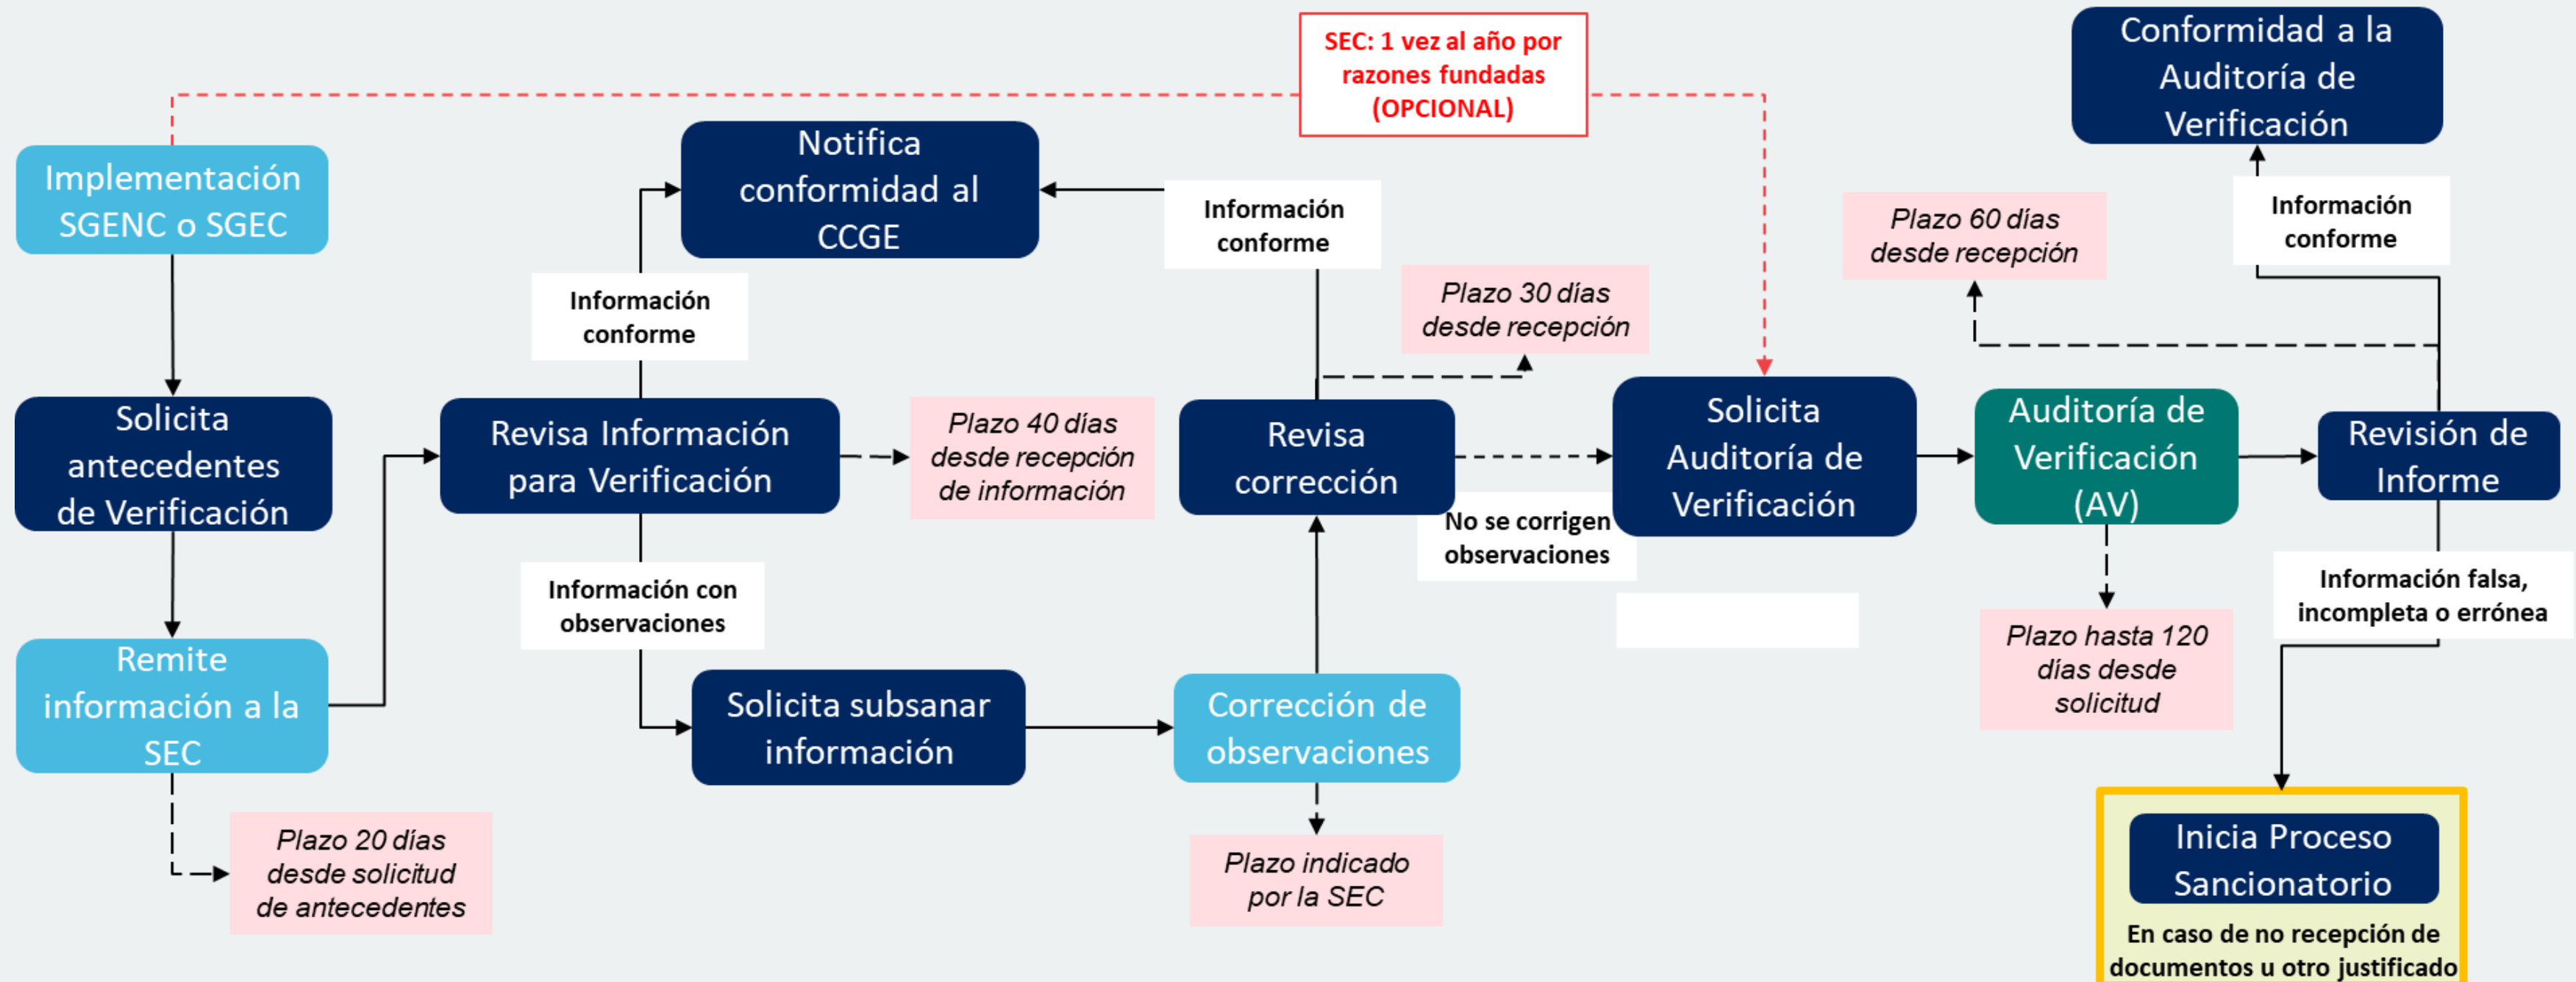 SEC: 1 vez al año por
razones fundadas
(OPCIONAL)
Conformidad a la
Auditoría de
Verificación
Implementación
SGENC o SGEC
Notifica
conformidad al
CCGE
Información
conforme
Información
conforme
Plazo 60 días
desde recepción
Información
conforme
Plazo 30 días
desde recepción
Solicita
antecedentes
de Verificación
Revisa Información
para Verificación
Plazo 40 días
desde recepción
de información
Revisa
corrección
No se corrigen
observaciones
Solicita
Auditoría de
Verificación
Auditoría de
Verificación
(AV)
Revisión de
Informe
Información con
observaciones
Información falsa,
incompleta o errónea
Remite
información a la
SEC
Solicita subsanar
información
Corrección de
observaciones
Plazo hasta 120
días desde
solicitud
Plazo 20 días
desde solicitud
de antecedentes
Plazo indicado
por la SEC
Inicia Proceso
Sancionatorio
En caso de no recepción de
documentos u otro justificado